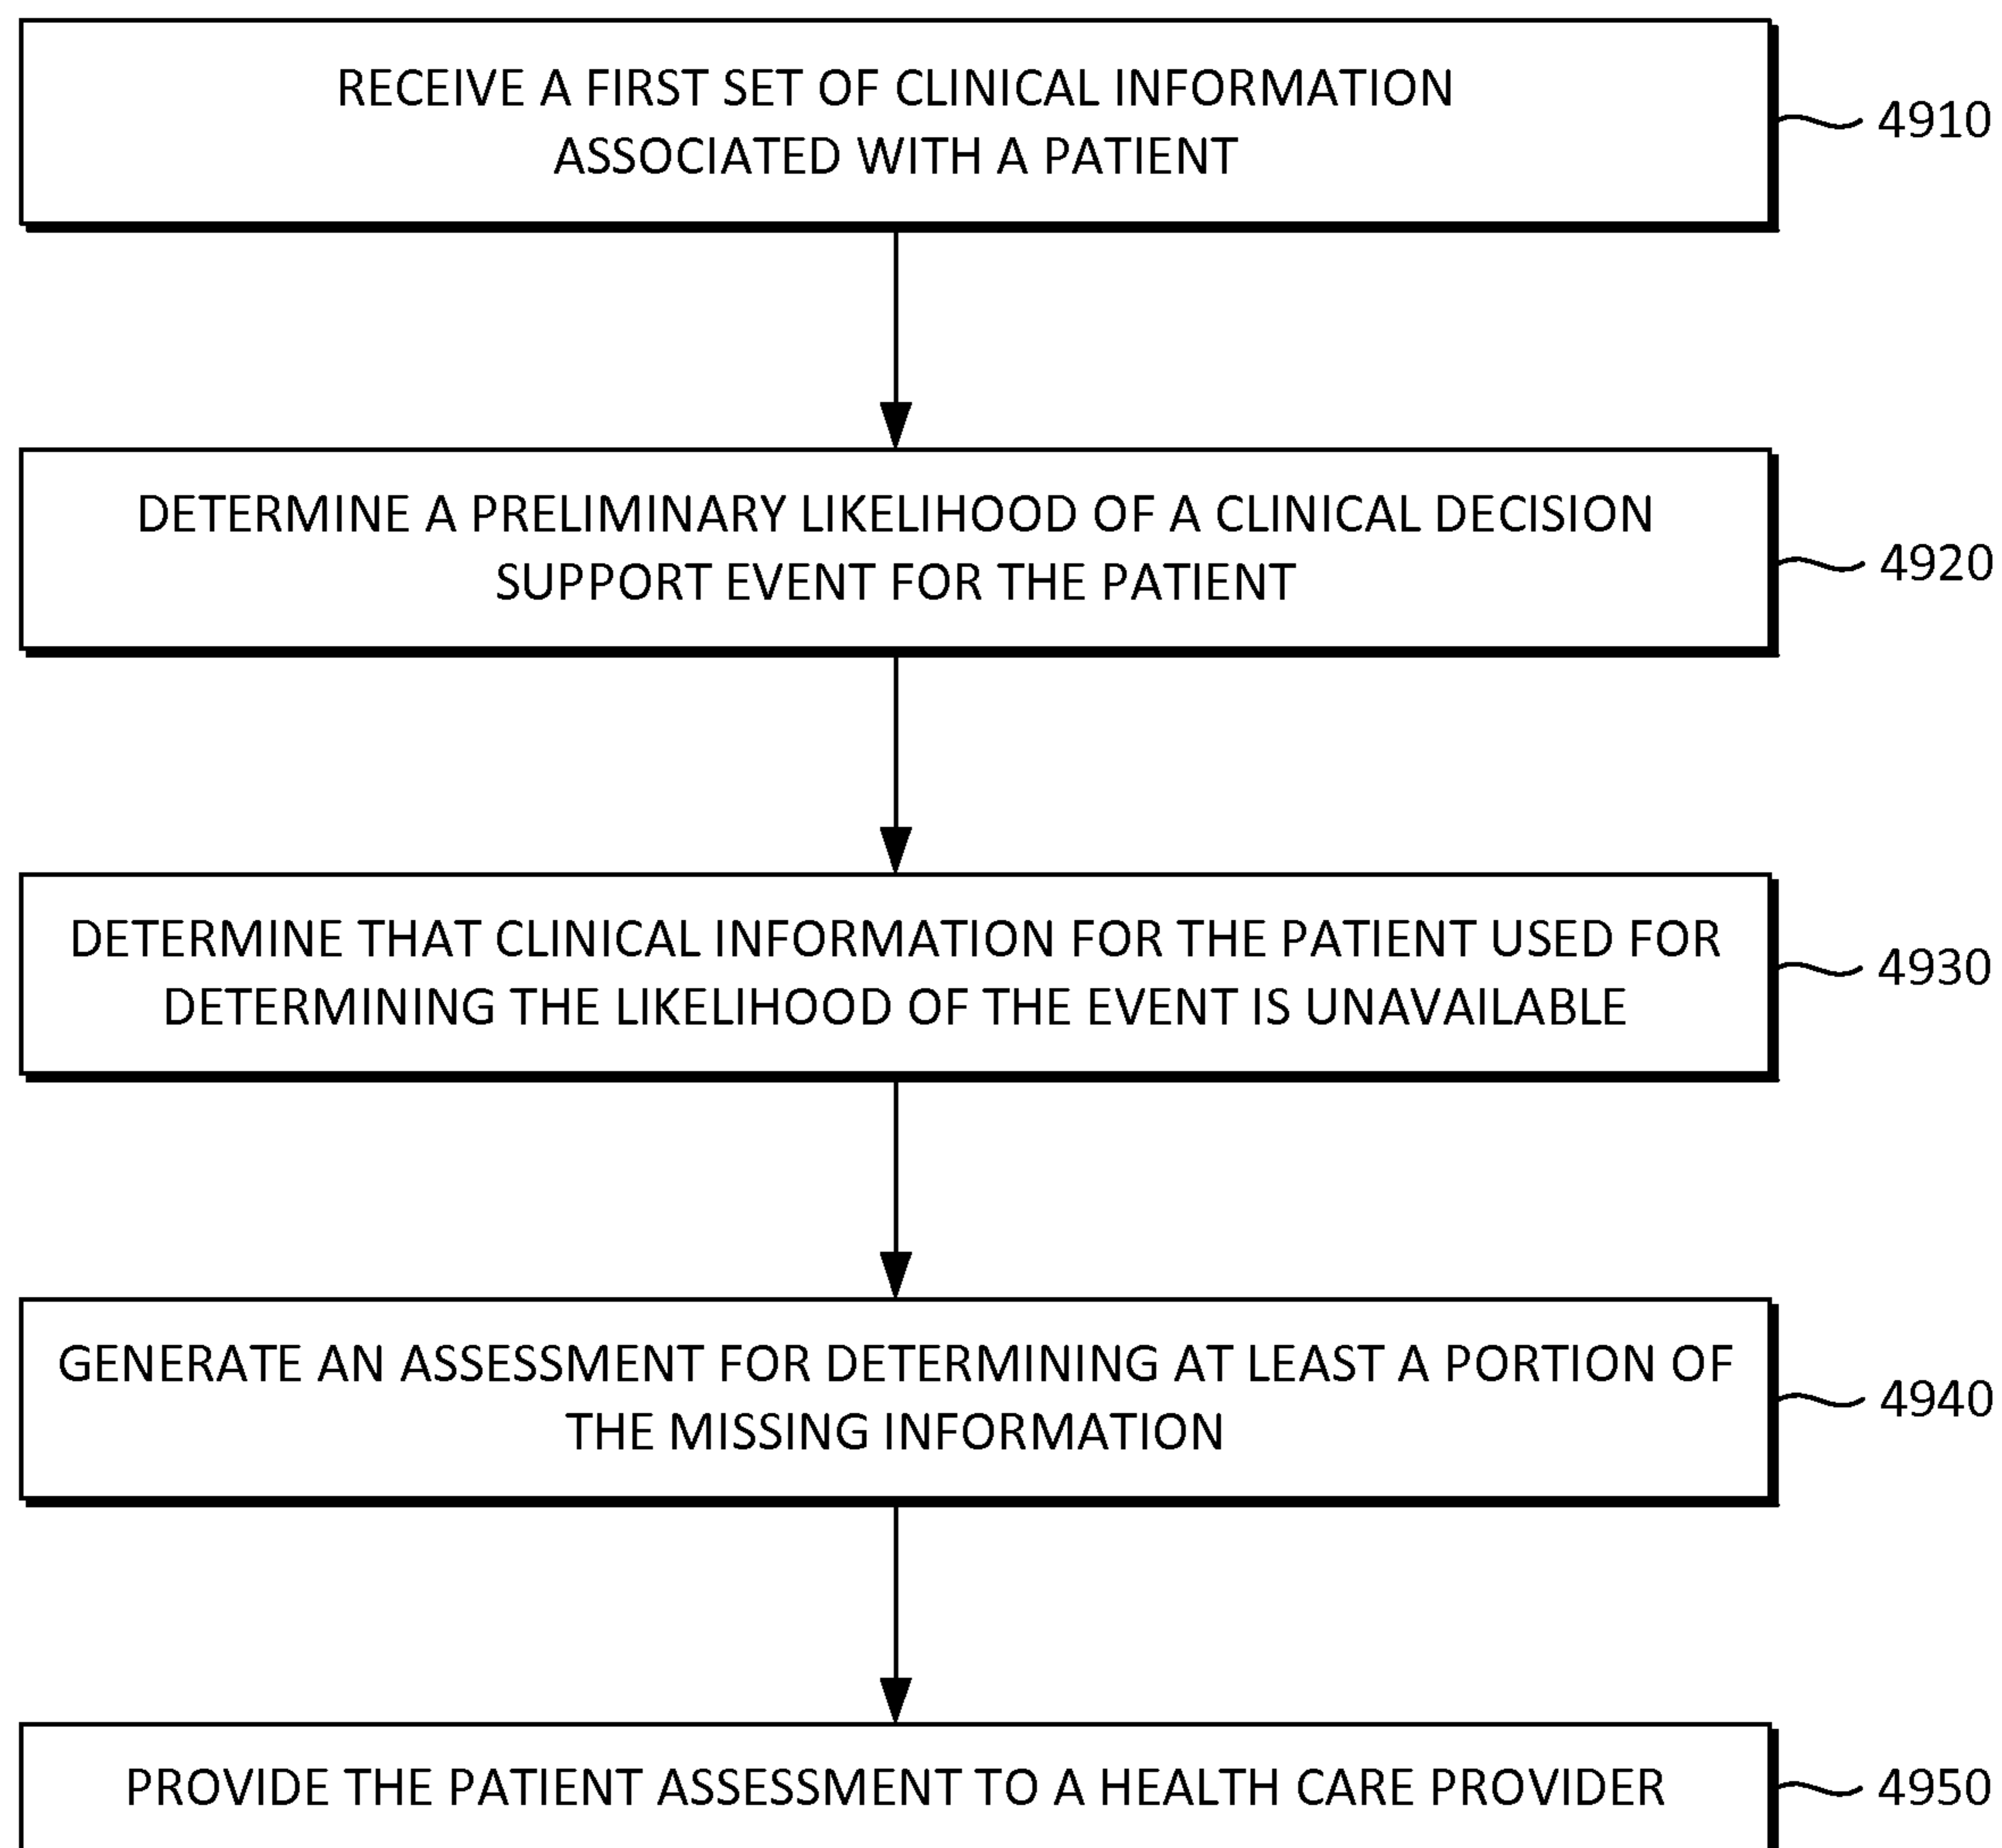 RECEIVE A FIRST SET OF CLINICAL INFORMATION
ASSOCIATED WITH A PATIENT
4910
DETERMINE A PRELIMINARY LIKELIHOOD OF A CLINICAL DECISION
SUPPORT EVENT FOR THE PATIENT
4920
DETERMINE THAT CLINICAL INFORMATION FOR THE PATIENT USED FOR
DETERMINING THE LIKELIHOOD OF THE EVENT IS UNAVAILABLE
4930
GENERATE AN ASSESSMENT FOR DETERMINING AT LEAST A PORTION OF
THE MISSING INFORMATION
4940
PROVIDE THE PATIENT ASSESSMENT TO A HEALTH CARE PROVIDER
4950